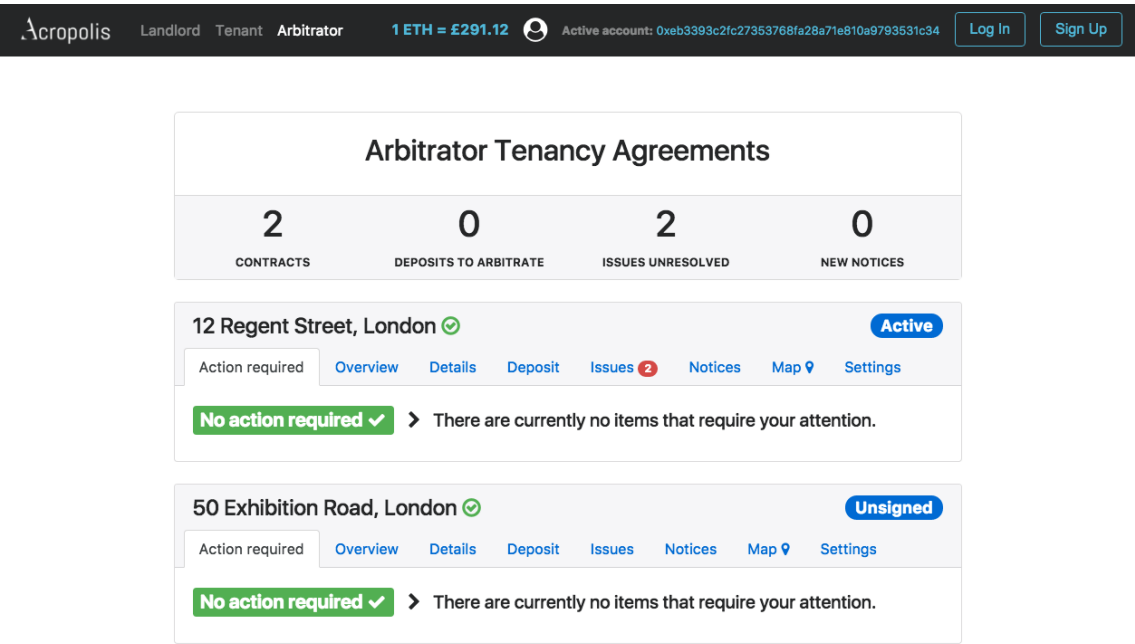 Acropolis Landlord Tenant Arbitrator 1 ETH = £291.12 Active account: 0xeb3393c2fc27353768fa28a71e810a9793531c34 Log In Sign Up
Arbitrator Tenancy Agreements
2 0 2 0
CONTRACTS DEPOSITS TO ARBITRATE ISSUES UNRESOLVED NEW NOTICES
12 Regent Street, London Active
Action required Overview Details Deposit Issues 2 Notices Map Settings
No action required There are currently no items that require your attention.
50 Exhibition Road, London Unsigned
Action required Overview Details Deposit Issues Notices Map Settings
No action required There are currently no items that require your attention.